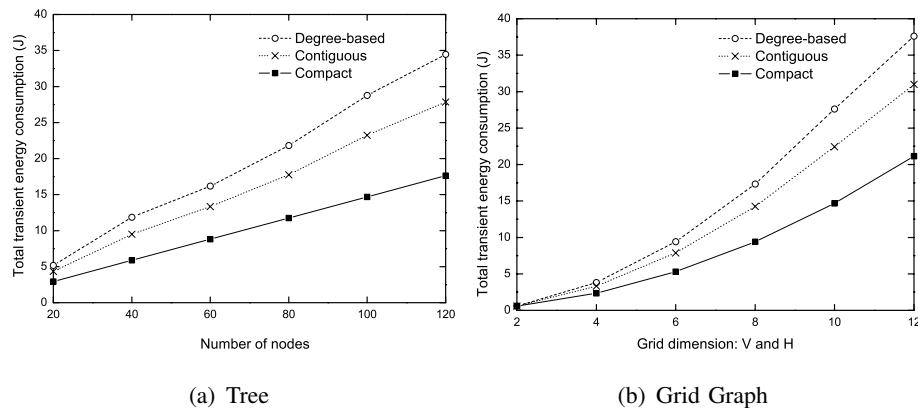 40
35
30
25
20
15
10
5
0
Total transient energy consumption (J)
Degree-based
Contiguous
Compact
20 40 60 80 100 120
Number of nodes
(a) Tree
40
35
30
25
20
15
10
5
0
Total transient energy consumption (J)
Degree-based
Contiguous
Compact
2 4 6 8 10 12
Grid dimension: V and H
(b) Grid Graph